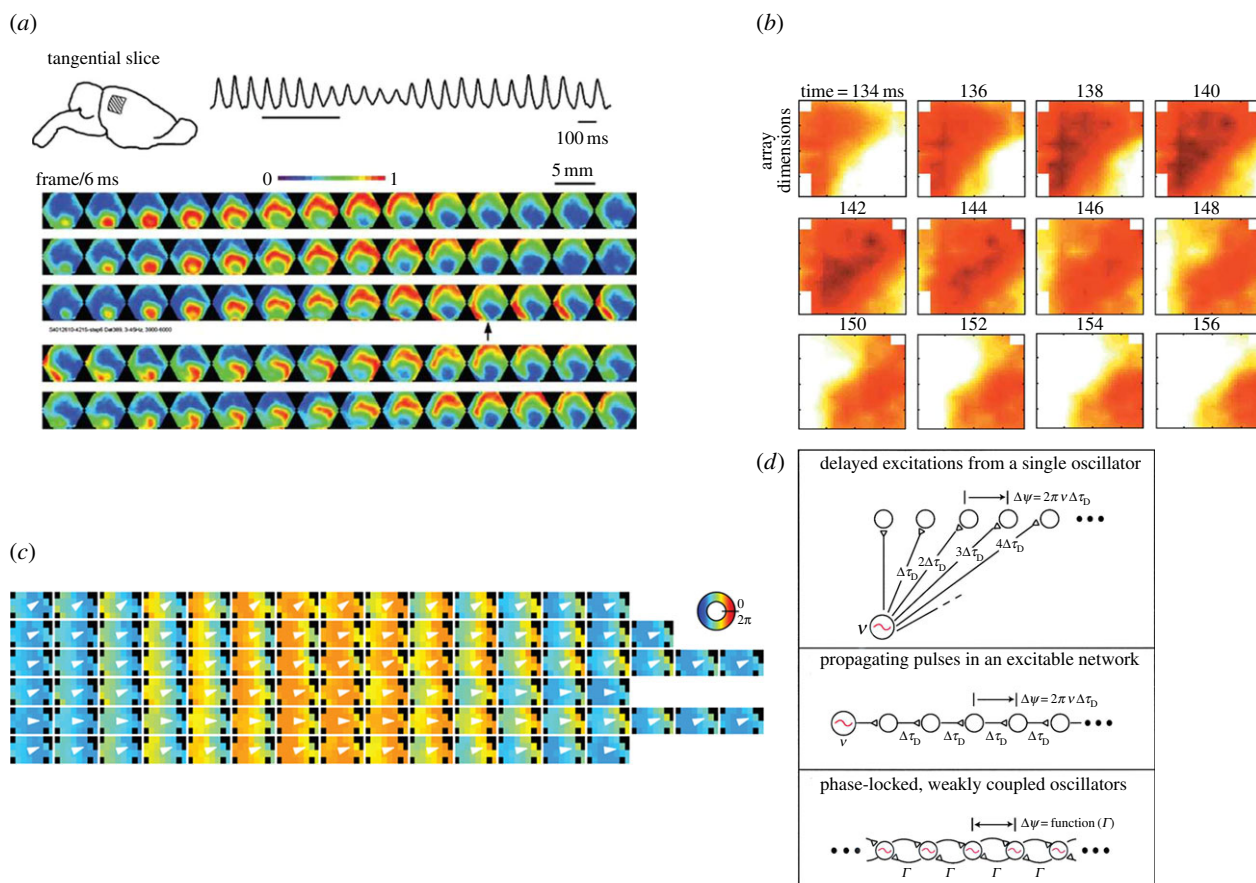 (a)
tangential slice
100 ms
frame/6 ms
0 1
5 mm
(b)
time = 134 ms 136 138 140
array
dimensions
142 144 146 148
150 152 154 156
(c)
0
2π
(d)
delayed excitations from a single oscillator
Δψ = 2π ν Δτ_D
Δτ_D 2Δτ_D 3Δτ_D 4Δτ_D
ν
propagating pulses in an excitable network
Δψ = 2π ν Δτ_D
ν Δτ_D Δτ_D Δτ_D Δτ_D
phase-locked, weakly coupled oscillators
Δψ = function (Γ)
Γ Γ Γ Γ